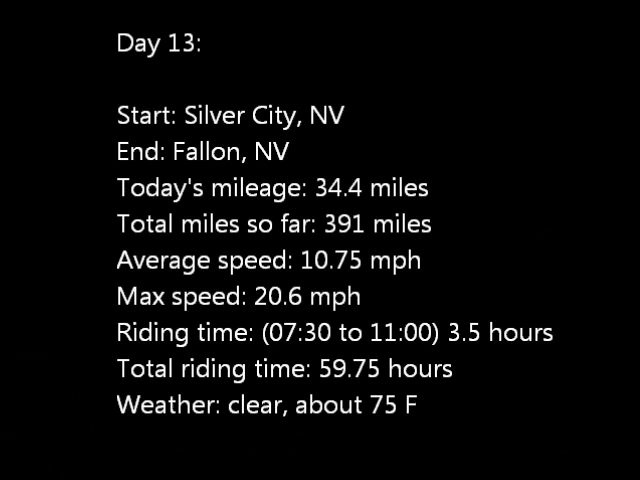 Day 13:
Start: Silver City, NV
End: Fallon, NV
Today's mileage: 34.4 miles
Total miles so far: 391 miles
Average speed: 10.75 mph
Max speed: 20.6 mph
Riding time: (07:30 to 11:00) 3.5 hours
Total riding time: 59.75 hours
Weather: clear, about 75 F